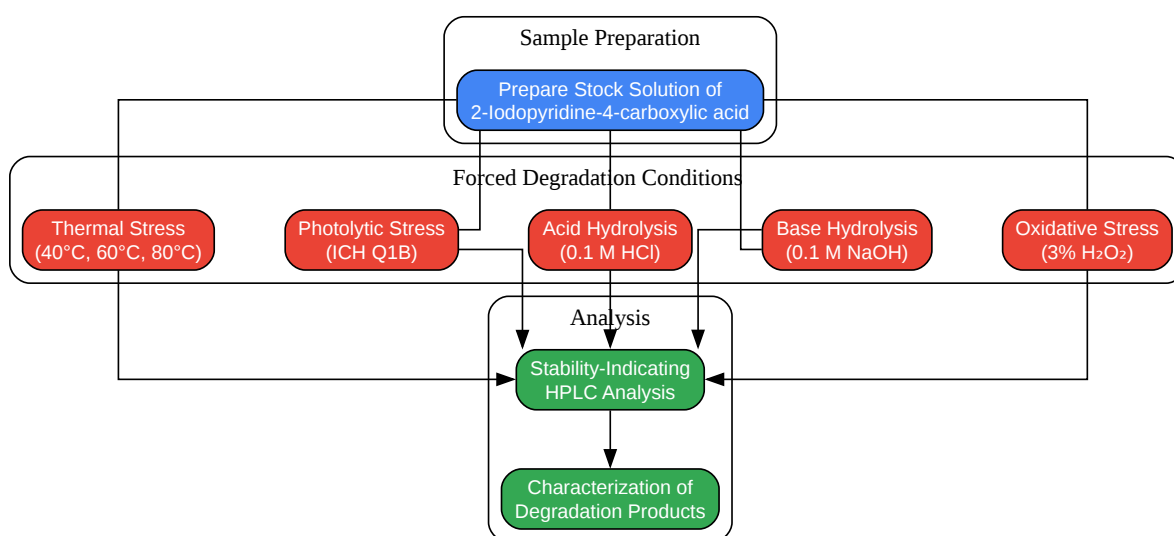 Sample Preparation
Prepare Stock Solution of
2-Iodopyridine-4-carboxylic acid
Forced Degradation Conditions
Thermal Stress
(40°C, 60°C, 80°C)
Photolytic Stress
(ICH Q1B)
Acid Hydrolysis
(0.1 M HCl)
Base Hydrolysis
(0.1 M NaOH)
Oxidative Stress
(3% H₂O₂)
Analysis
Stability-Indicating
HPLC Analysis
Characterization of
Degradation Products